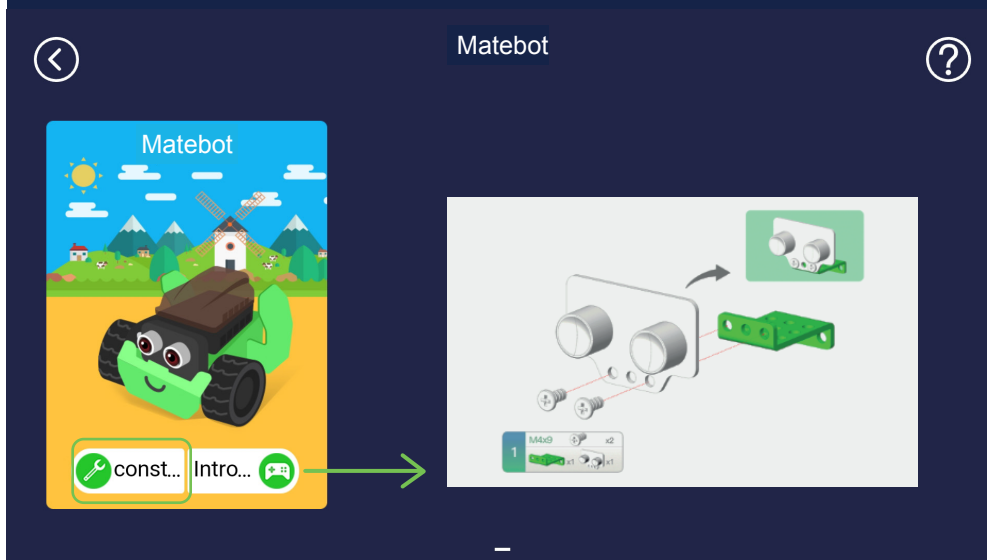 Matebot
?
Matebot
const... Intro...
M4x9 x2
1
x1 x1